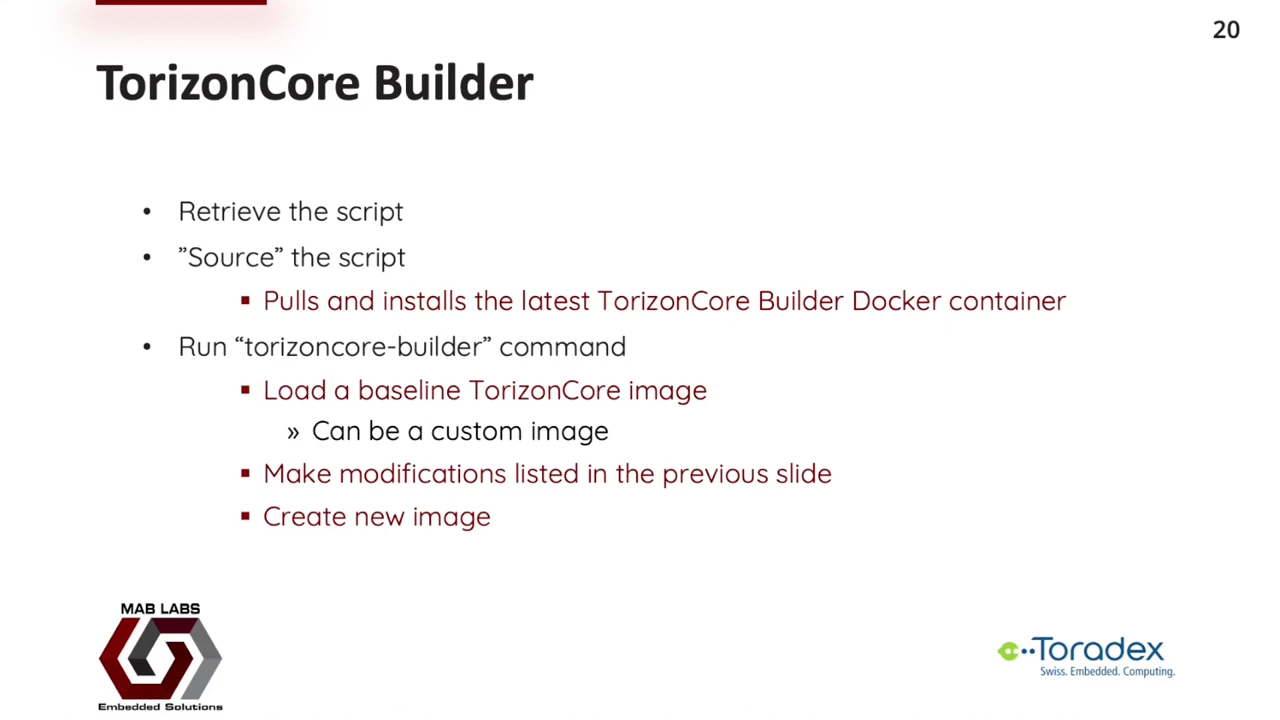 20
TorizonCore Builder
• Retrieve the script
• ”Source” the script
▪ Pulls and installs the latest TorizonCore Builder Docker container
• Run “torizoncore-builder” command
▪ Load a baseline TorizonCore image
» Can be a custom image
▪ Make modifications listed in the previous slide
▪ Create new image
MAB LABS
Embedded Solutions
Toradex
Swiss. Embedded. Computing.